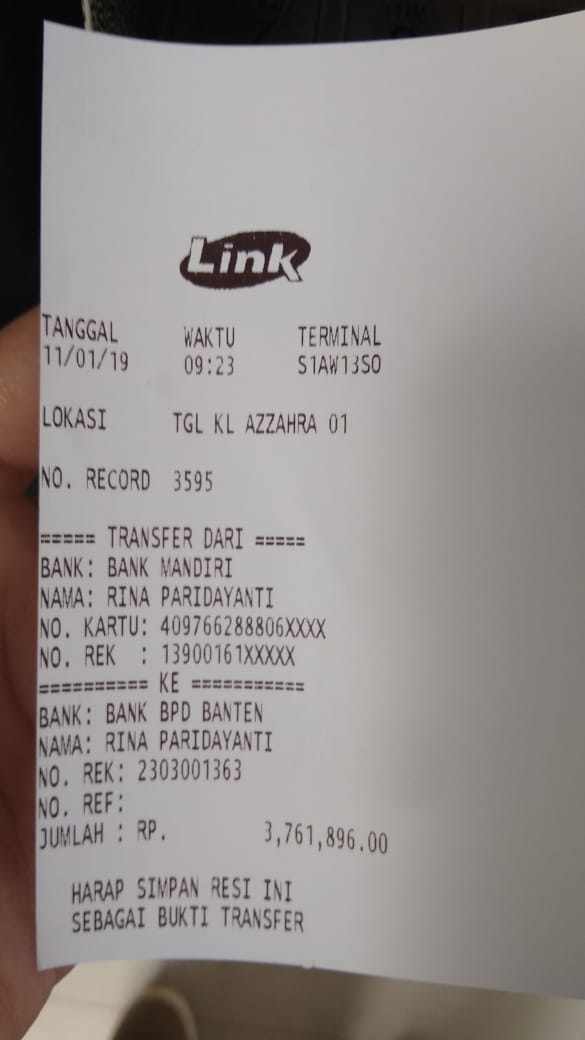 Link
TANGGAL WAKTU TERMINAL
11/01/19 09:23 S1AW13SO
LOKASI TGL KL AZZAHRA 01
NO. RECORD 3595
===== TRANSFER DARI =====
BANK: BANK MANDIRI
NAMA: RINA PARIDAYANTI
NO. KARTU: 409766288806XXXX
NO. REK : 13900161XXXXX
========== KE ==========
BANK: BANK BPD BANTEN
NAMA: RINA PARIDAYANTI
NO. REK: 2303001363
NO. REF:
JUMLAH : RP. 3,761,896.00
HARAP SIMPAN RESI INI
SEBAGAI BUKTI TRANSFER